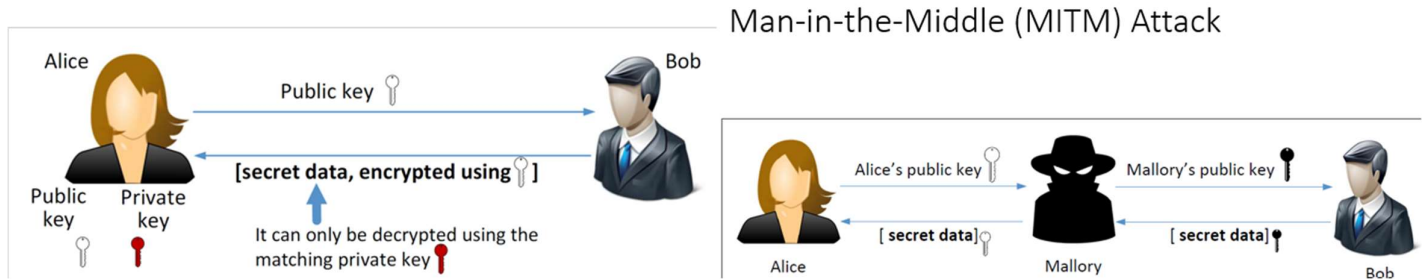 Man-in-the-Middle (MITM) Attack
Alice
Bob
Public key
[secret data, encrypted using ]
Public
key
Private
key
It can only be decrypted using the
matching private key
Alice's public key
Mallory's public key
[ secret data]
[ secret data]
Alice
Mallory
Bob